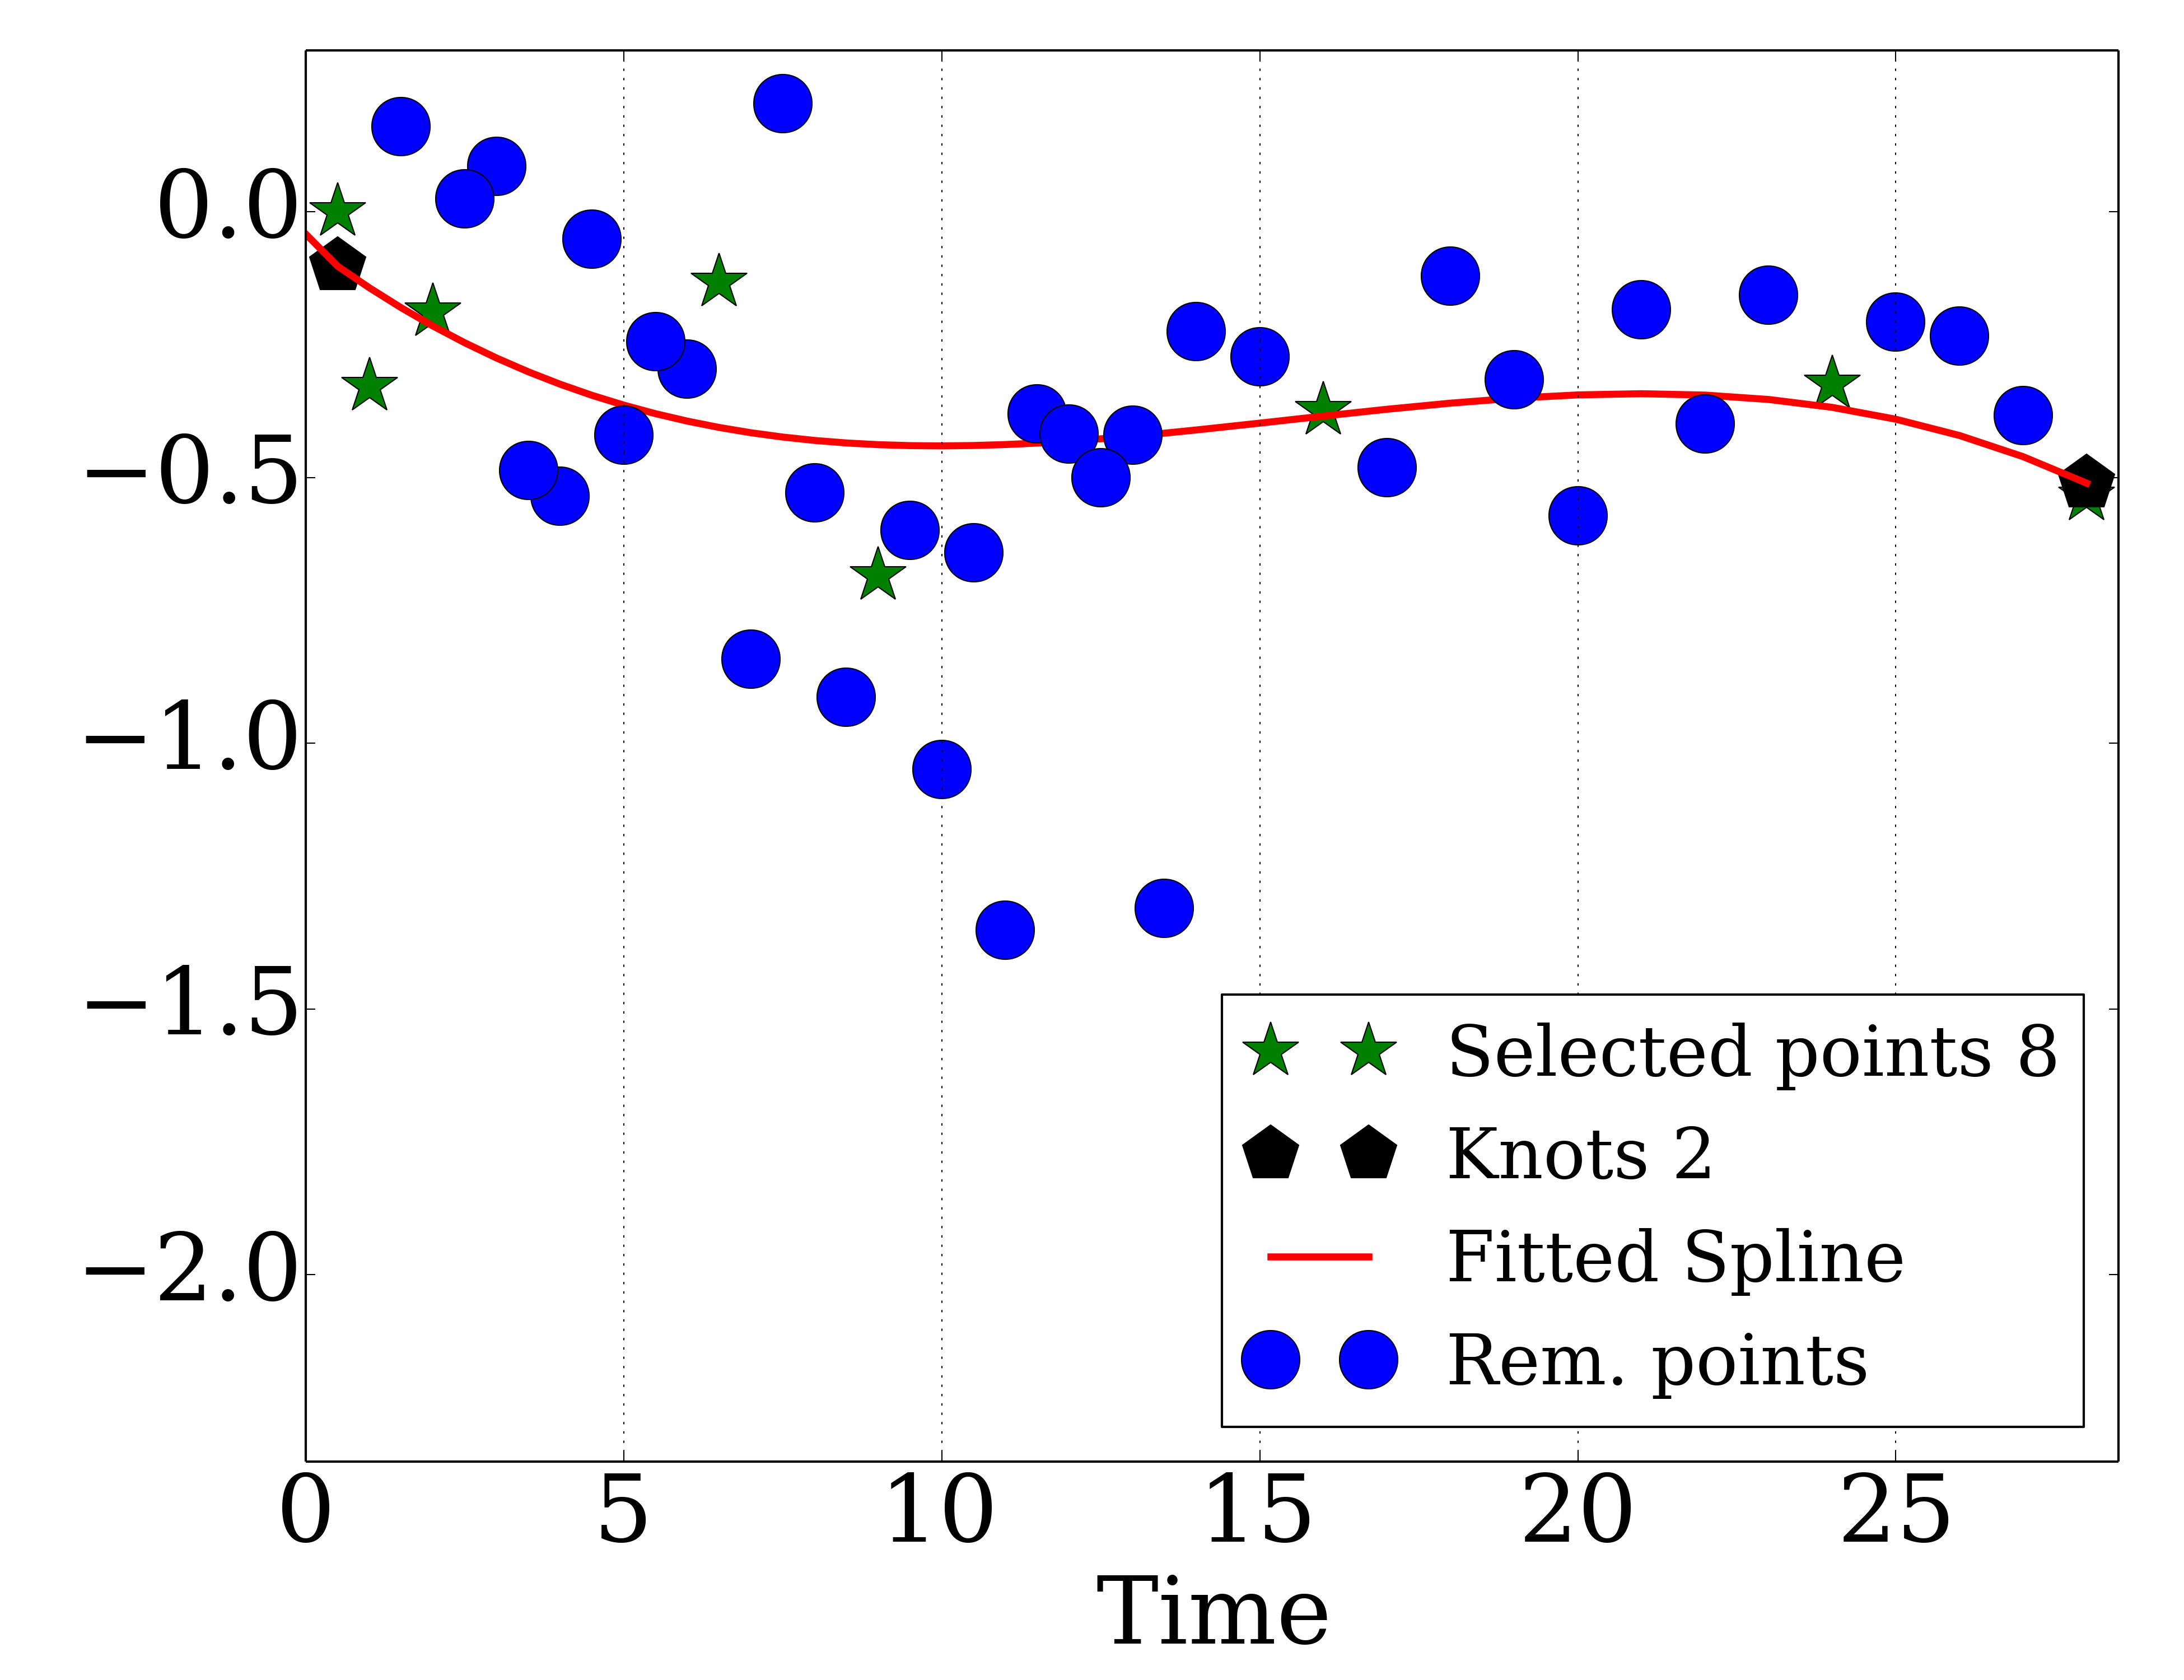 0.0
−0.5
−1.0
−1.5
−2.0
Selected points 8
Knots 2
Fitted Spline
Rem. points
0 5 10 15 20 25
Time